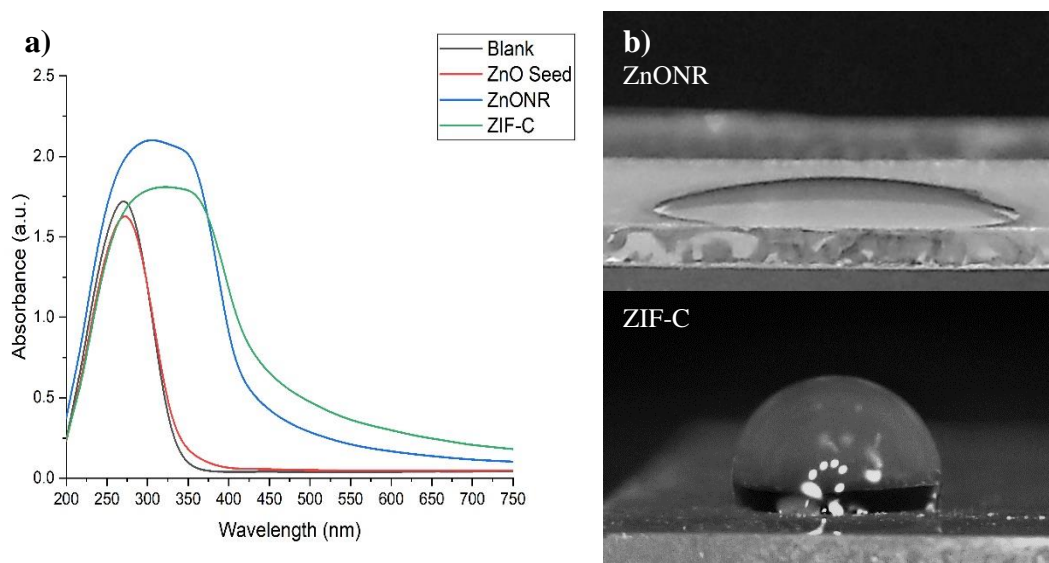 a)
Blank
ZnO Seed
ZnONR
ZIF-C
2.5
2.0
1.5
1.0
0.5
0.0
Absorbance (a.u.)
200 250 300 350 400 450 500 550 600 650 700 750
Wavelength (nm)
b)
ZnONR
ZIF-C